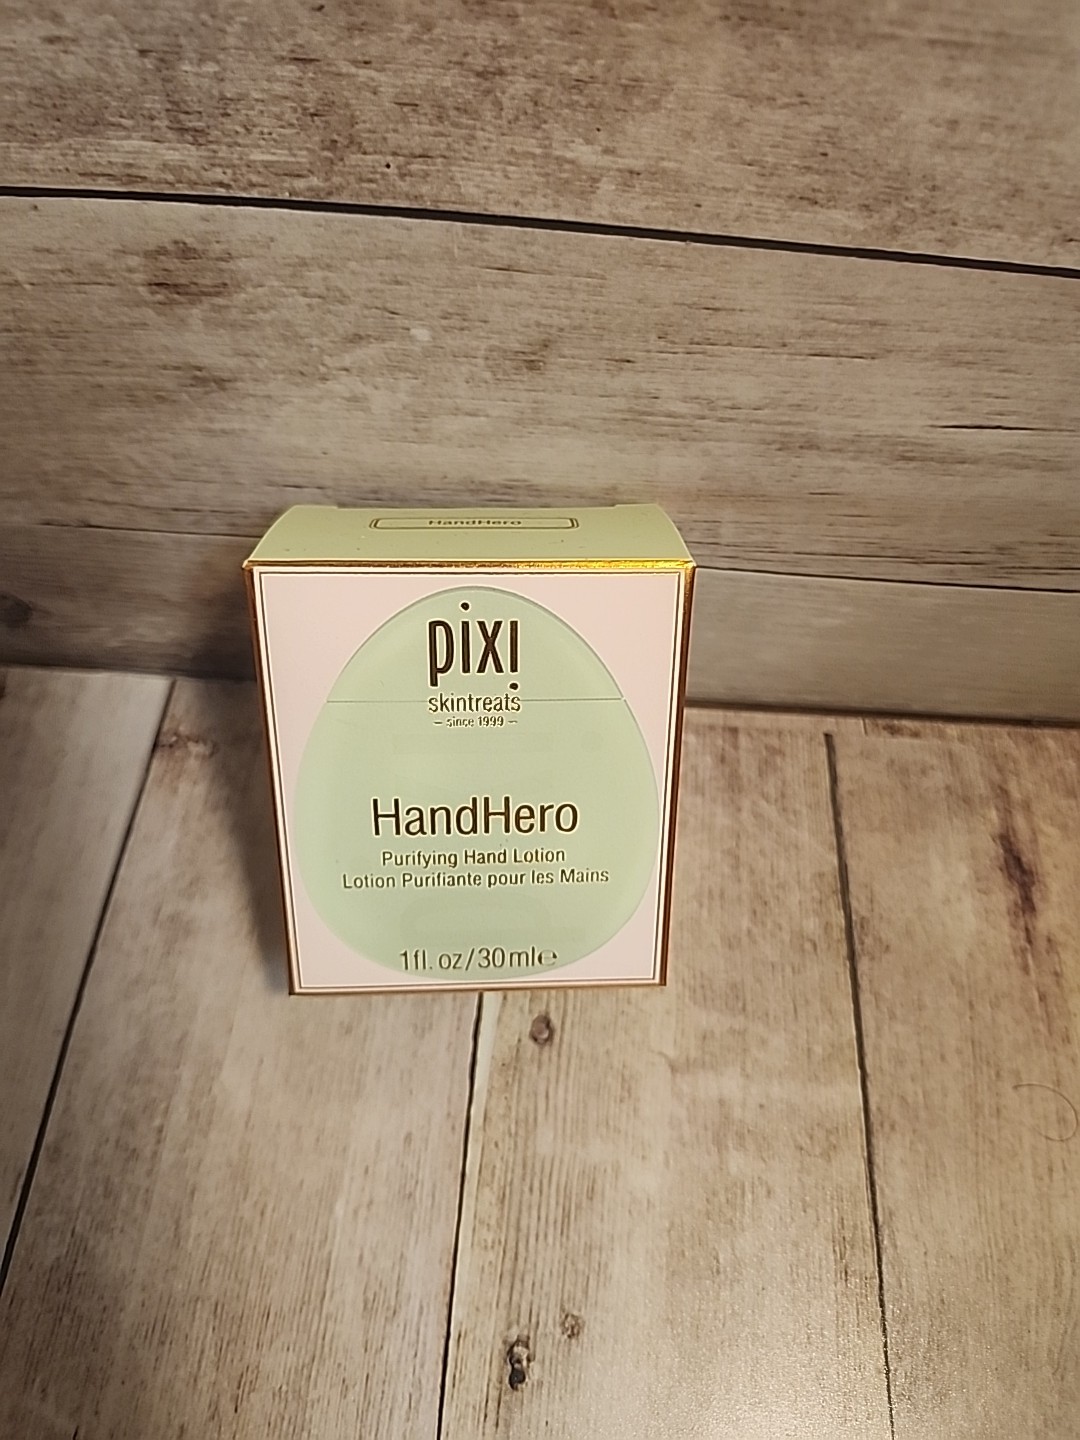 HandHero
pixi
skintreats
– since 1999 –
HandHero
Purifying Hand Lotion
Lotion Purifiante pour les Mains
1fl. oz/30ml℮